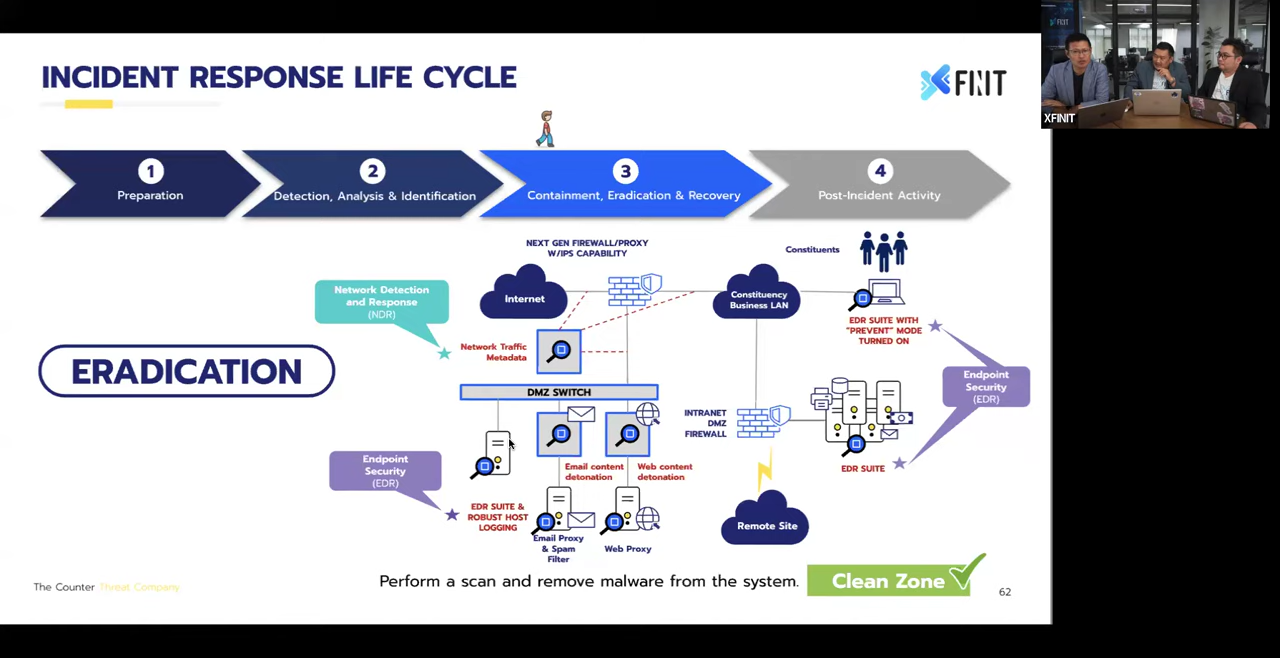 INCIDENT RESPONSE LIFE CYCLE
XFINIT
XFINIT
1
Preparation
2
Detection, Analysis & Identification
3
Containment, Eradication & Recovery
4
Post-Incident Activity
NEXT GEN FIREWALL/PROXY
W/IPS CAPABILITY
Constituents
Network Detection
and Response
(NDR)
Internet
Constituency
Business LAN
EDR SUITE WITH
"PREVENT" MODE
TURNED ON
Network Traffic
Metadata
ERADICATION
Endpoint
Security
(EDR)
DMZ SWITCH
INTRANET
DMZ
FIREWALL
EDR SUITE
Endpoint
Security
(EDR)
Email content
detonation
Web content
detonation
EDR SUITE &
ROBUST HOST
LOGGING
Email Proxy
& Spam
Filter
Web Proxy
Remote Site
Perform a scan and remove malware from the system.
Clean Zone
The Counter Threat Company
62